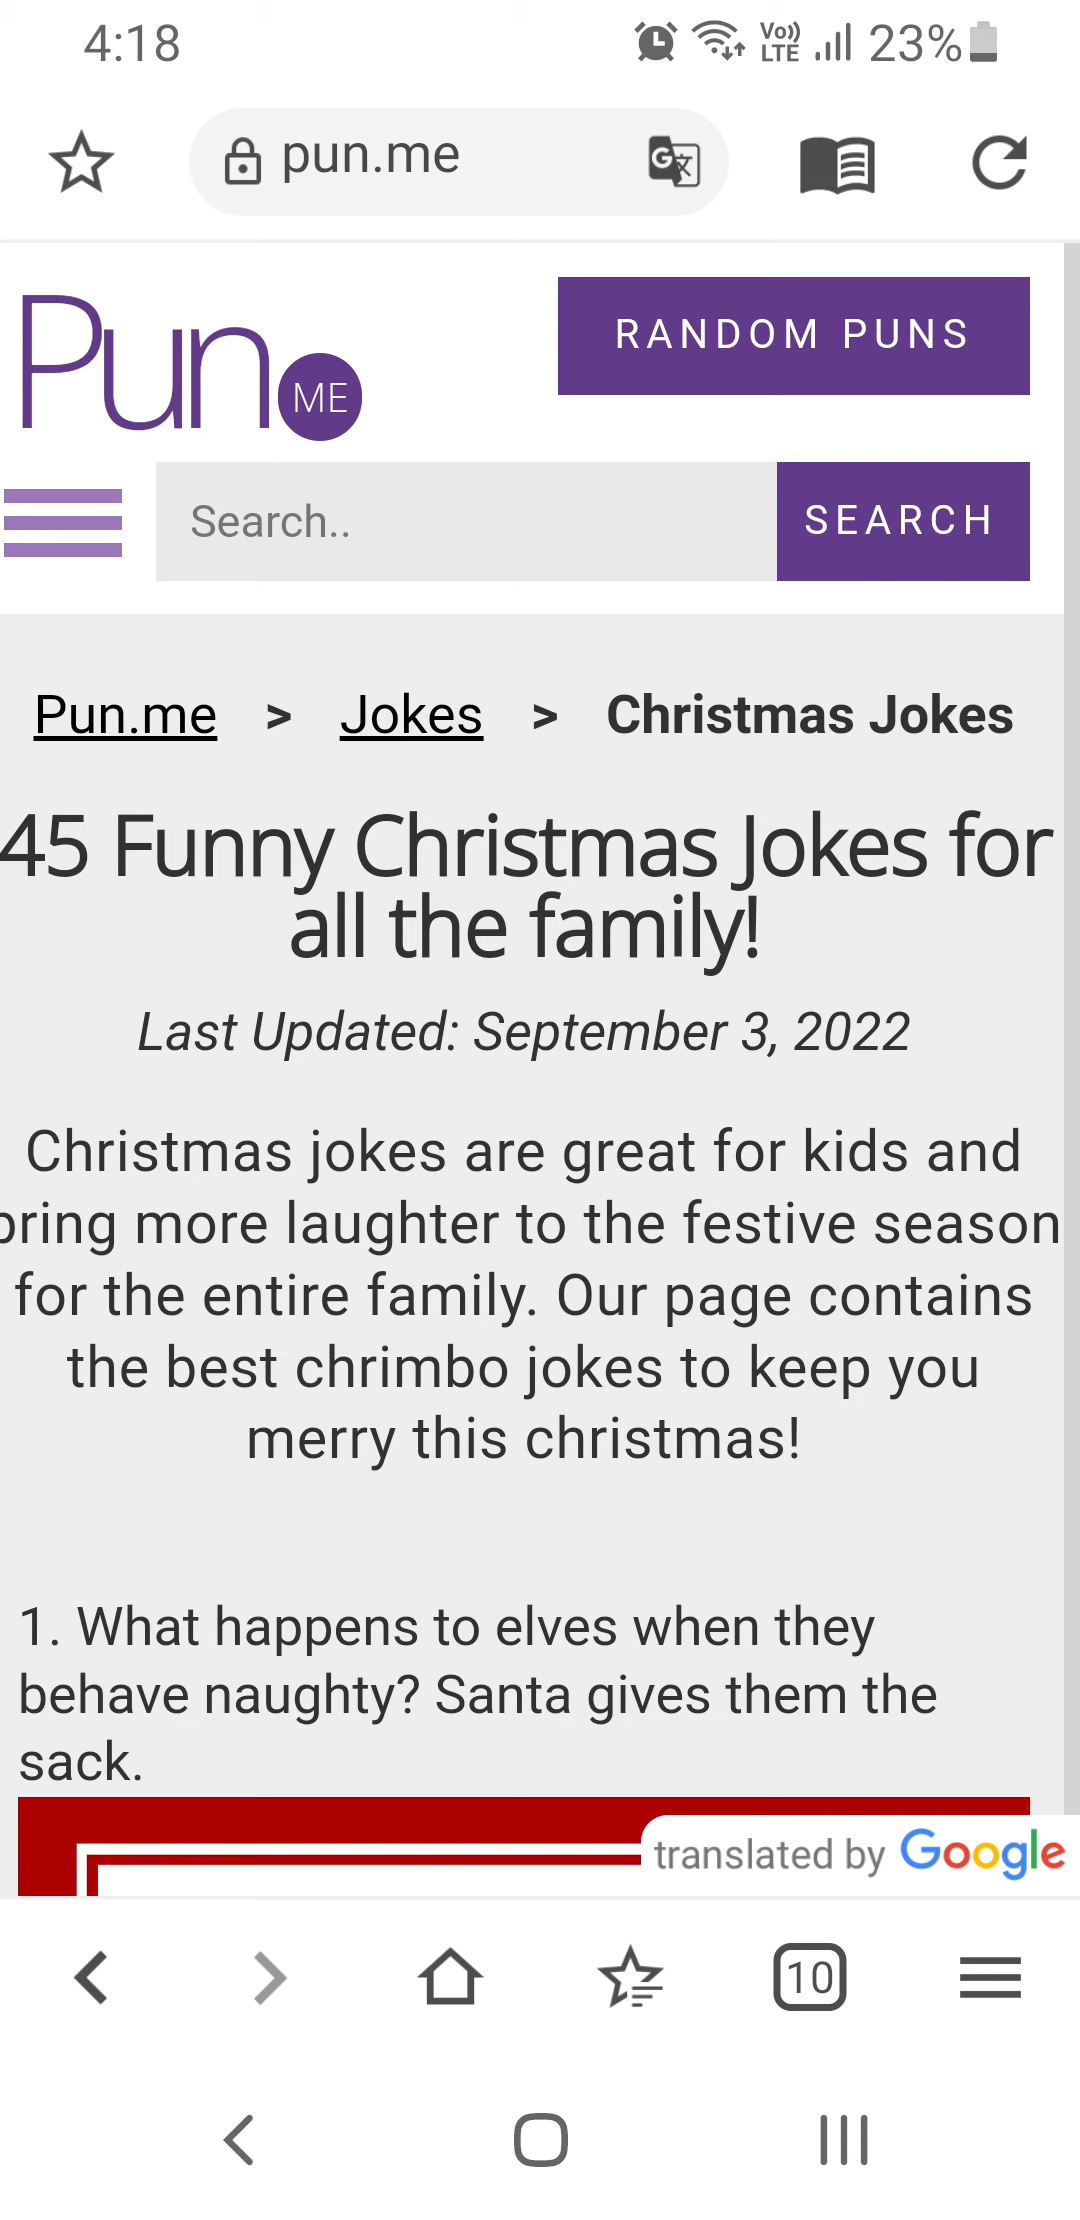 4:18 Vo)) LTE 23%
pun.me
Pun ME
RANDOM PUNS
Search.. SEARCH
Pun.me > Jokes > Christmas Jokes
45 Funny Christmas Jokes for
all the family!
Last Updated: September 3, 2022
Christmas jokes are great for kids and
bring more laughter to the festive season
for the entire family. Our page contains
the best chrimbo jokes to keep you
merry this christmas!
1. What happens to elves when they
behave naughty? Santa gives them the
sack.
translated by Google
10